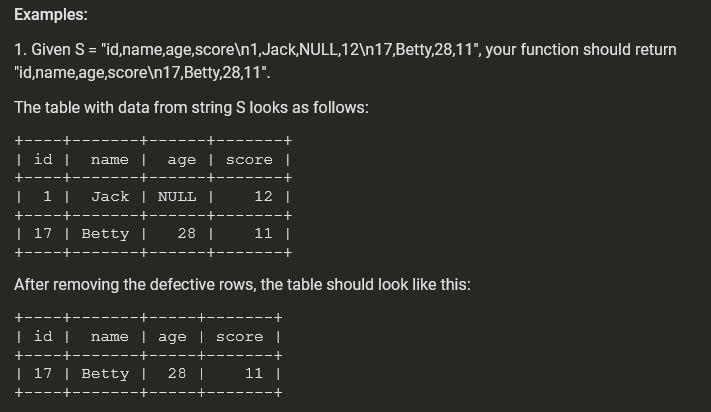 Examples:
1. Given S = "id,name,age,score\n1,Jack,NULL,12\n17,Betty,28,11", your function should return
"id,name,age,score\n17,Betty,28,11".
The table with data from string S looks as follows:
+----+-------+------+-------+
| id |  name |  age | score |
+----+-------+------+-------+
|  1 |  Jack | NULL |    12 |
+----+-------+------+-------+
| 17 | Betty |   28 |    11 |
+----+-------+------+-------+
After removing the defective rows, the table should look like this:
+----+-------+-----+-------+
| id |  name | age | score |
+----+-------+-----+-------+
| 17 | Betty |  28 |    11 |
+----+-------+-----+-------+